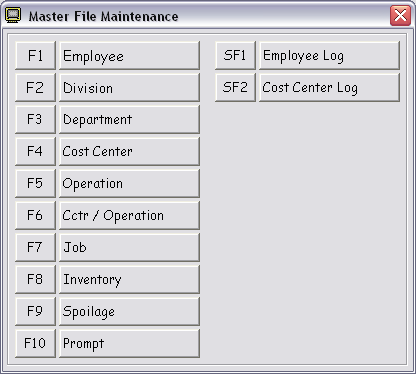 Master File Maintenance
F1 Employee
F2 Division
F3 Department
F4 Cost Center
F5 Operation
F6 Cctr / Operation
F7 Job
F8 Inventory
F9 Spoilage
F10 Prompt
SF1 Employee Log
SF2 Cost Center Log